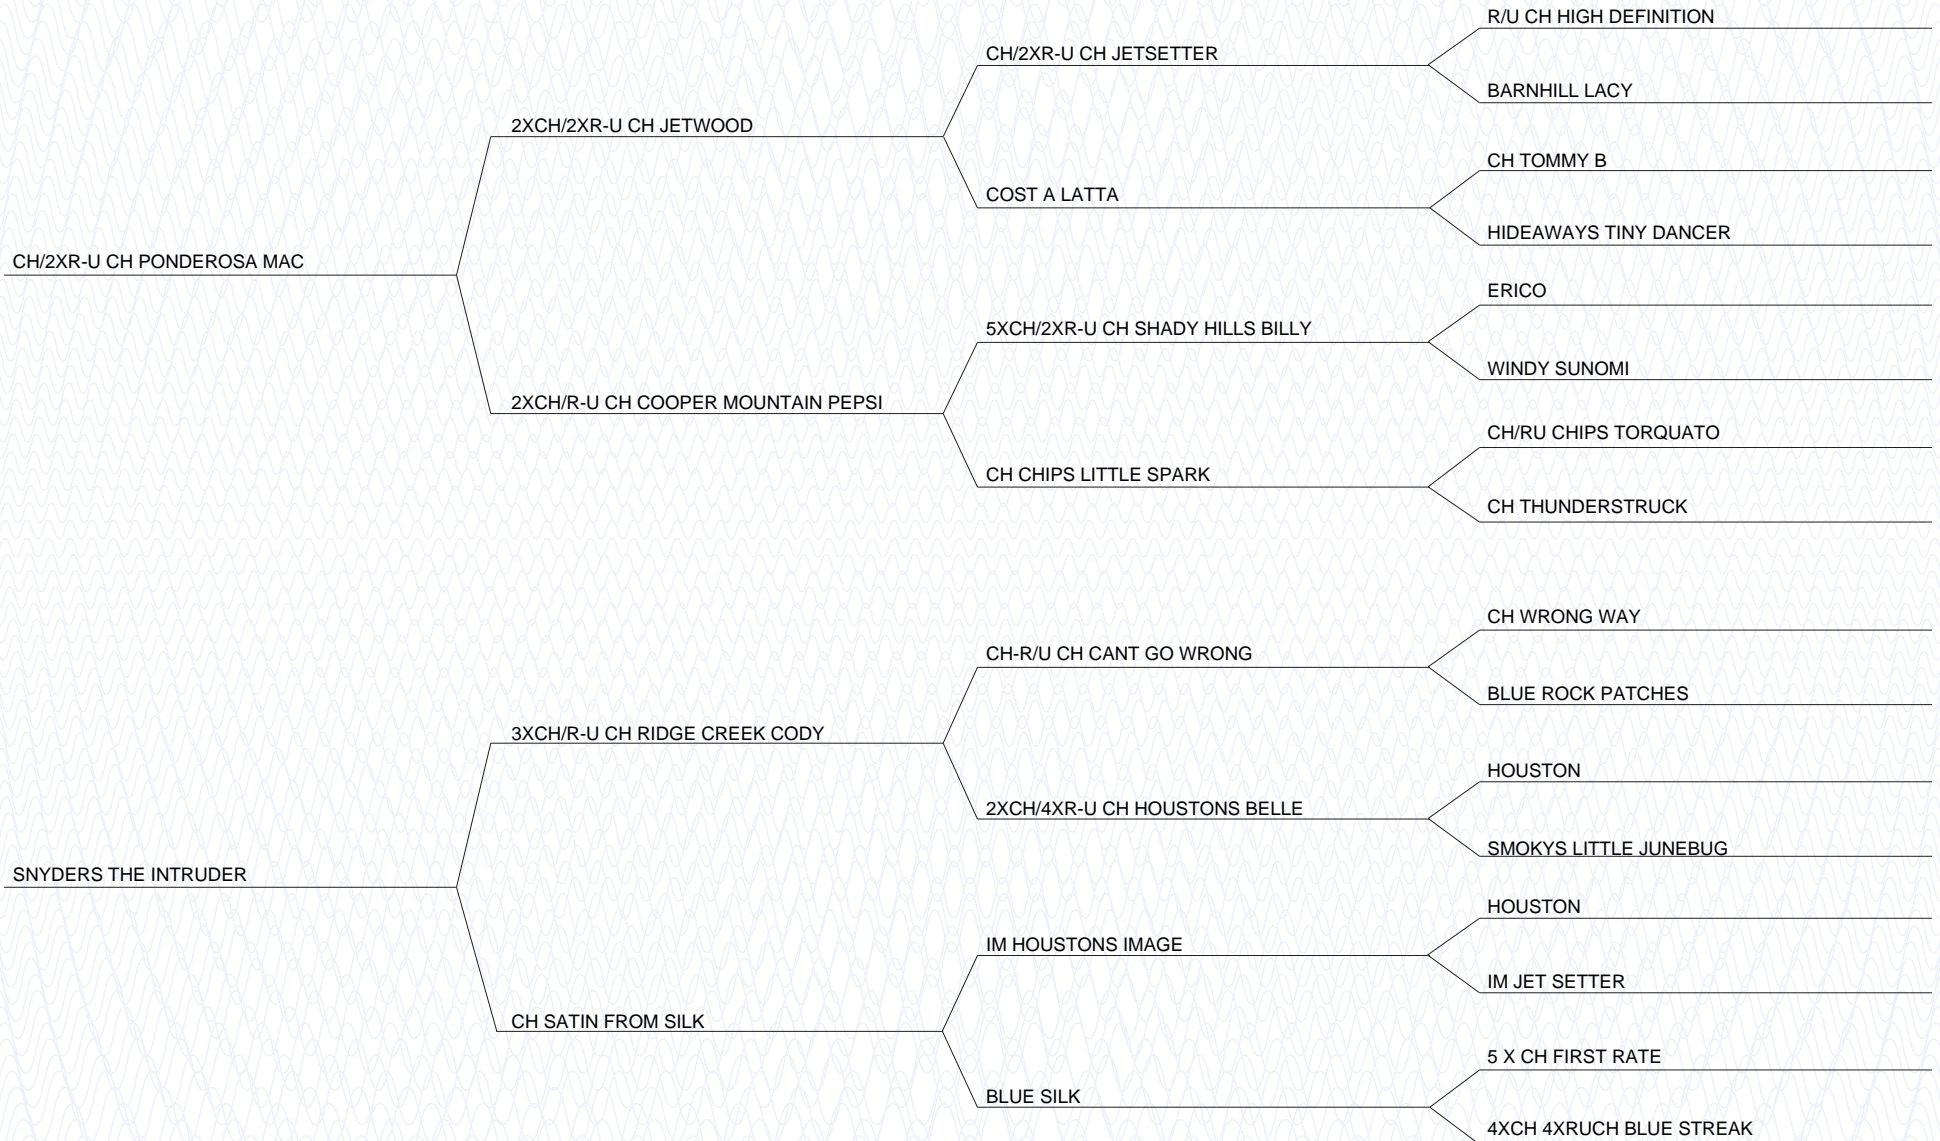 R/U CH HIGH DEFINITION
CH/2XR-U CH JETSETTER
BARNHILL LACY
2XCH/2XR-U CH JETWOOD
CH TOMMY B
COST A LATTA
HIDEAWAYS TINY DANCER
CH/2XR-U CH PONDEROSA MAC
ERICO
5XCH/2XR-U CH SHADY HILLS BILLY
WINDY SUNOMI
2XCH/R-U CH COOPER MOUNTAIN PEPSI
CH/RU CHIPS TORQUATO
CH CHIPS LITTLE SPARK
CH THUNDERSTRUCK
CH WRONG WAY
CH-R/U CH CANT GO WRONG
BLUE ROCK PATCHES
3XCH/R-U CH RIDGE CREEK CODY
HOUSTON
2XCH/4XR-U CH HOUSTONS BELLE
SMOKYS LITTLE JUNEBUG
SNYDERS THE INTRUDER
HOUSTON
IM HOUSTONS IMAGE
IM JET SETTER
CH SATIN FROM SILK
5 X CH FIRST RATE
BLUE SILK
4XCH 4XRUCH BLUE STREAK